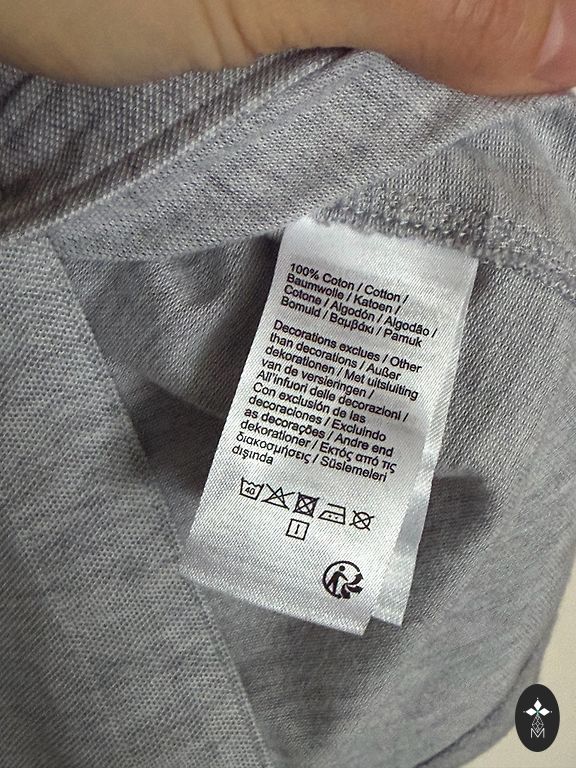 100% Coton / Cotton /
Baumwolle / Katoen /
Cotone / Algodón / Algodão /
Bomuld / Βαμβάκι / Pamuk
Decorations exclues / Other
than decorations / Außer
dekorationen / Met uitsluiting
van de versieringen /
All'infuori delle decorazioni /
Con exclusión de las
decoraciones / Excluindo
as decorações / Andre end
dekorationer / Εκτός από τις
διακοσμήσεις / Süslemeleri
dışında
40
I
M